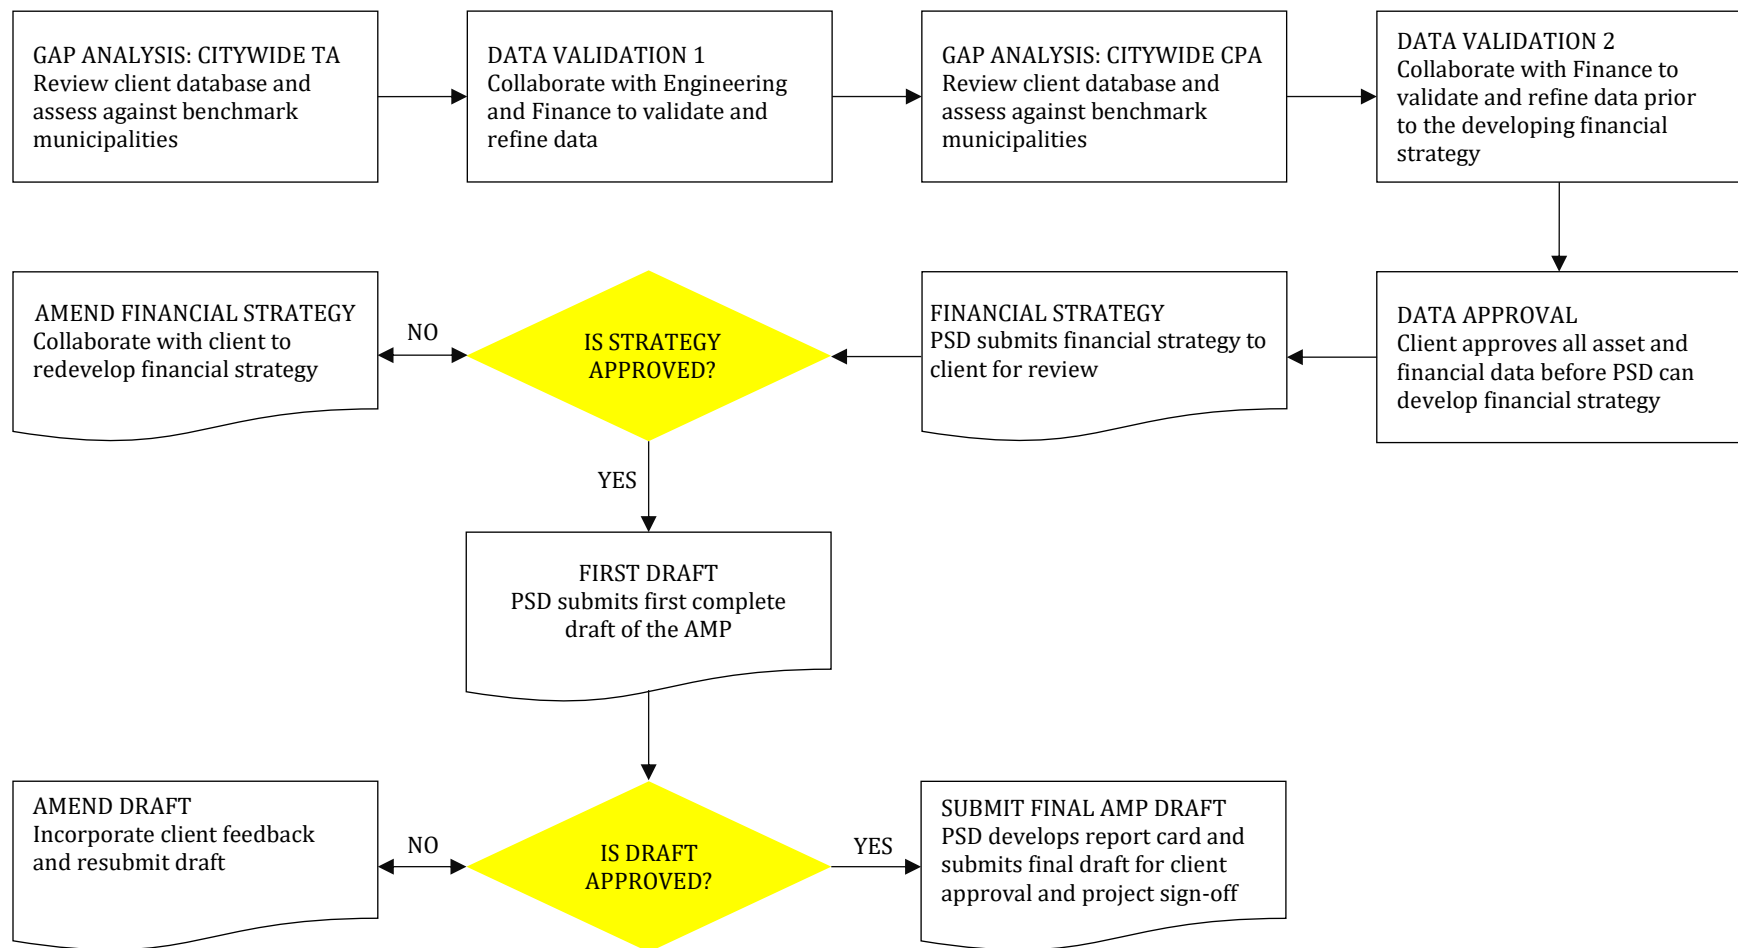 GAP ANALYSIS: CITYWIDE TA
Review client database and
assess against benchmark
municipalities
DATA VALIDATION 1
Collaborate with Engineering
and Finance to validate and
refine data
GAP ANALYSIS: CITYWIDE CPA
Review client database and
assess against benchmark
municipalities
DATA VALIDATION 2
Collaborate with Finance to
validate and refine data prior
to the developing financial
strategy
DATA APPROVAL
Client approves all asset and
financial data before PSD can
develop financial strategy
FINANCIAL STRATEGY
PSD submits financial strategy to
client for review
IS STRATEGY
APPROVED?
NO
AMEND FINANCIAL STRATEGY
Collaborate with client to
redevelop financial strategy
YES
FIRST DRAFT
PSD submits first complete
draft of the AMP
IS DRAFT
APPROVED?
NO
AMEND DRAFT
Incorporate client feedback
and resubmit draft
YES
SUBMIT FINAL AMP DRAFT
PSD develops report card and
submits final draft for client
approval and project sign-off